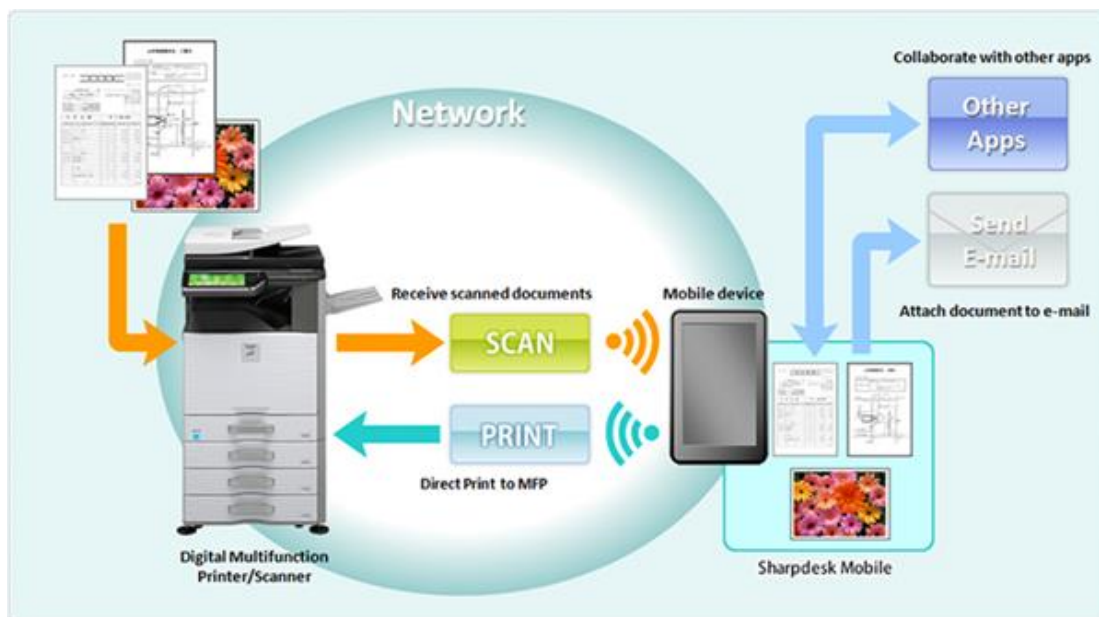 Network
Collaborate with other apps
Other
Apps
Send
E-mail
Attach document to e-mail
Receive scanned documents
SCAN
Mobile device
PRINT
Direct Print to MFP
Digital Multifunction
Printer/Scanner
Sharpdesk Mobile